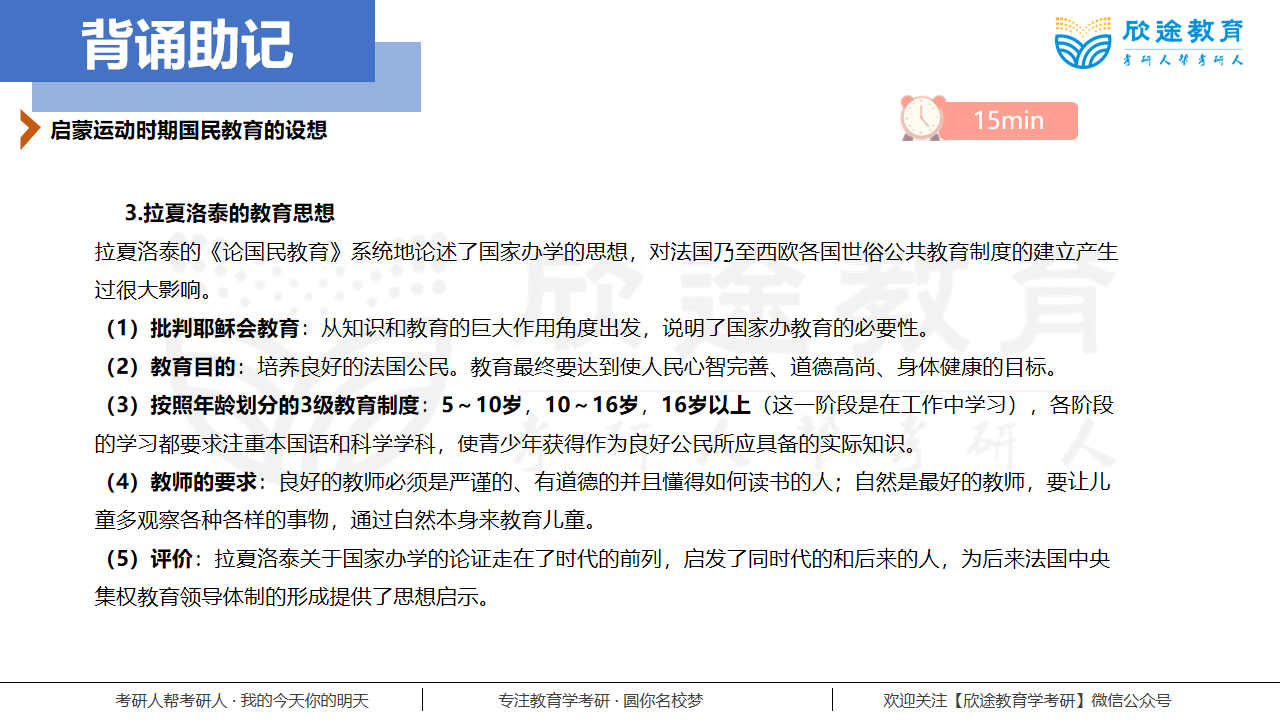 背诵助记
欣途教育
考研人帮考研人
启蒙运动时期国民教育的设想
15min
3.拉夏洛泰的教育思想
拉夏洛泰的《论国民教育》系统地论述了国家办学的思想，对法国乃至西欧各国世俗公共教育制度的建立产生
过很大影响。
（1）批判耶稣会教育：从知识和教育的巨大作用角度出发，说明了国家办教育的必要性。
（2）教育目的：培养良好的法国公民。教育最终要达到使人民心智完善、道德高尚、身体健康的目标。
（3）按照年龄划分的3级教育制度：5～10岁，10～16岁，16岁以上（这一阶段是在工作中学习），各阶段
的学习都要求注重本国语和科学学科，使青少年获得作为良好公民所应具备的实际知识。
（4）教师的要求：良好的教师必须是严谨的、有道德的并且懂得如何读书的人；自然是最好的教师，要让儿
童多观察各种各样的事物，通过自然本身来教育儿童。
（5）评价：拉夏洛泰关于国家办学的论证走在了时代的前列，启发了同时代的和后来的人，为后来法国中央
集权教育领导体制的形成提供了思想启示。
欣途教育
考研人帮考研人
考研人帮考研人 · 我的今天你的明天
专注教育学考研 · 圆你名校梦
欢迎关注【欣途教育学考研】微信公众号